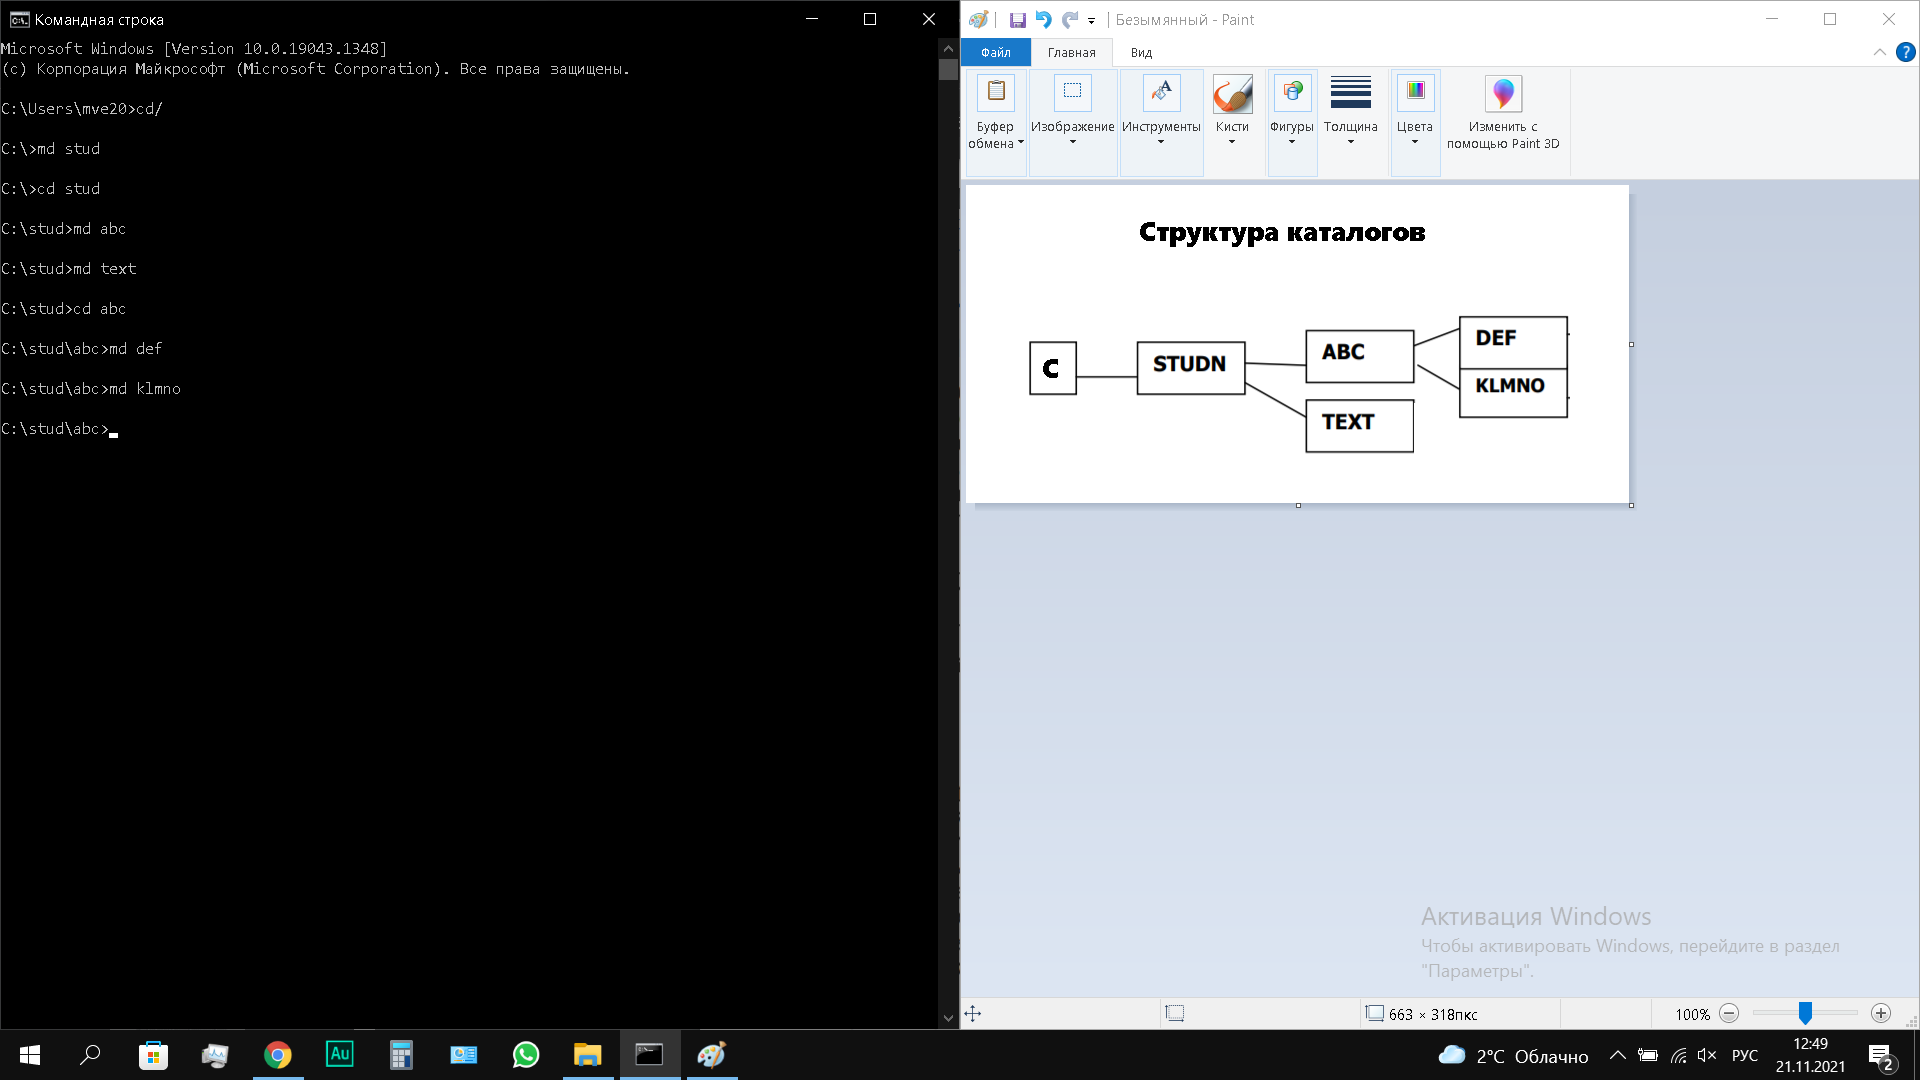 Командная строка
Microsoft Windows [Version 10.0.19043.1348]
(c) Корпорация Майкрософт (Microsoft Corporation). Все права защищены.
C:\Users\mve20>cd/
C:\>md stud
C:\>cd stud
C:\stud>md abc
C:\stud>md text
C:\stud>cd abc
C:\stud\abc>md def
C:\stud\abc>md klmno
C:\stud\abc>
Безымянный - Paint
Файл
Главная
Вид
Буфер обмена
Изображение
Инструменты
Кисти
Фигуры
Толщина
Цвета
Изменить с помощью Paint 3D
Структура каталогов
C
STUDN
ABC
TEXT
DEF
KLMNO
Активация Windows
Чтобы активировать Windows, перейдите в раздел
"Параметры".
663 × 318пкс
100%
Au
2°C Облачно
РУС
12:49
21.11.2021
2